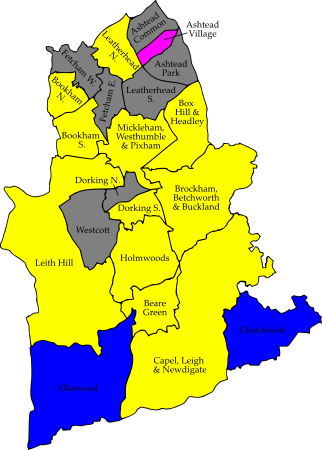 Ashtead
Common
Ashtead
Village
Leatherhead
N.
Fetcham W.
Ashtead
Park
Bookham
N.
Fetcham E.
Leatherhead
S.
Box
Hill &
Headley
Mickleham,
Westhumble
& Pixham
Bookham
S.
Dorking N.
Brockham,
Betchworth
& Buckland
Dorking S.
Westcott
Leith Hill
Holmwoods
Beare
Green
Charlwood
Capel, Leigh
& Newdigate
Okewood